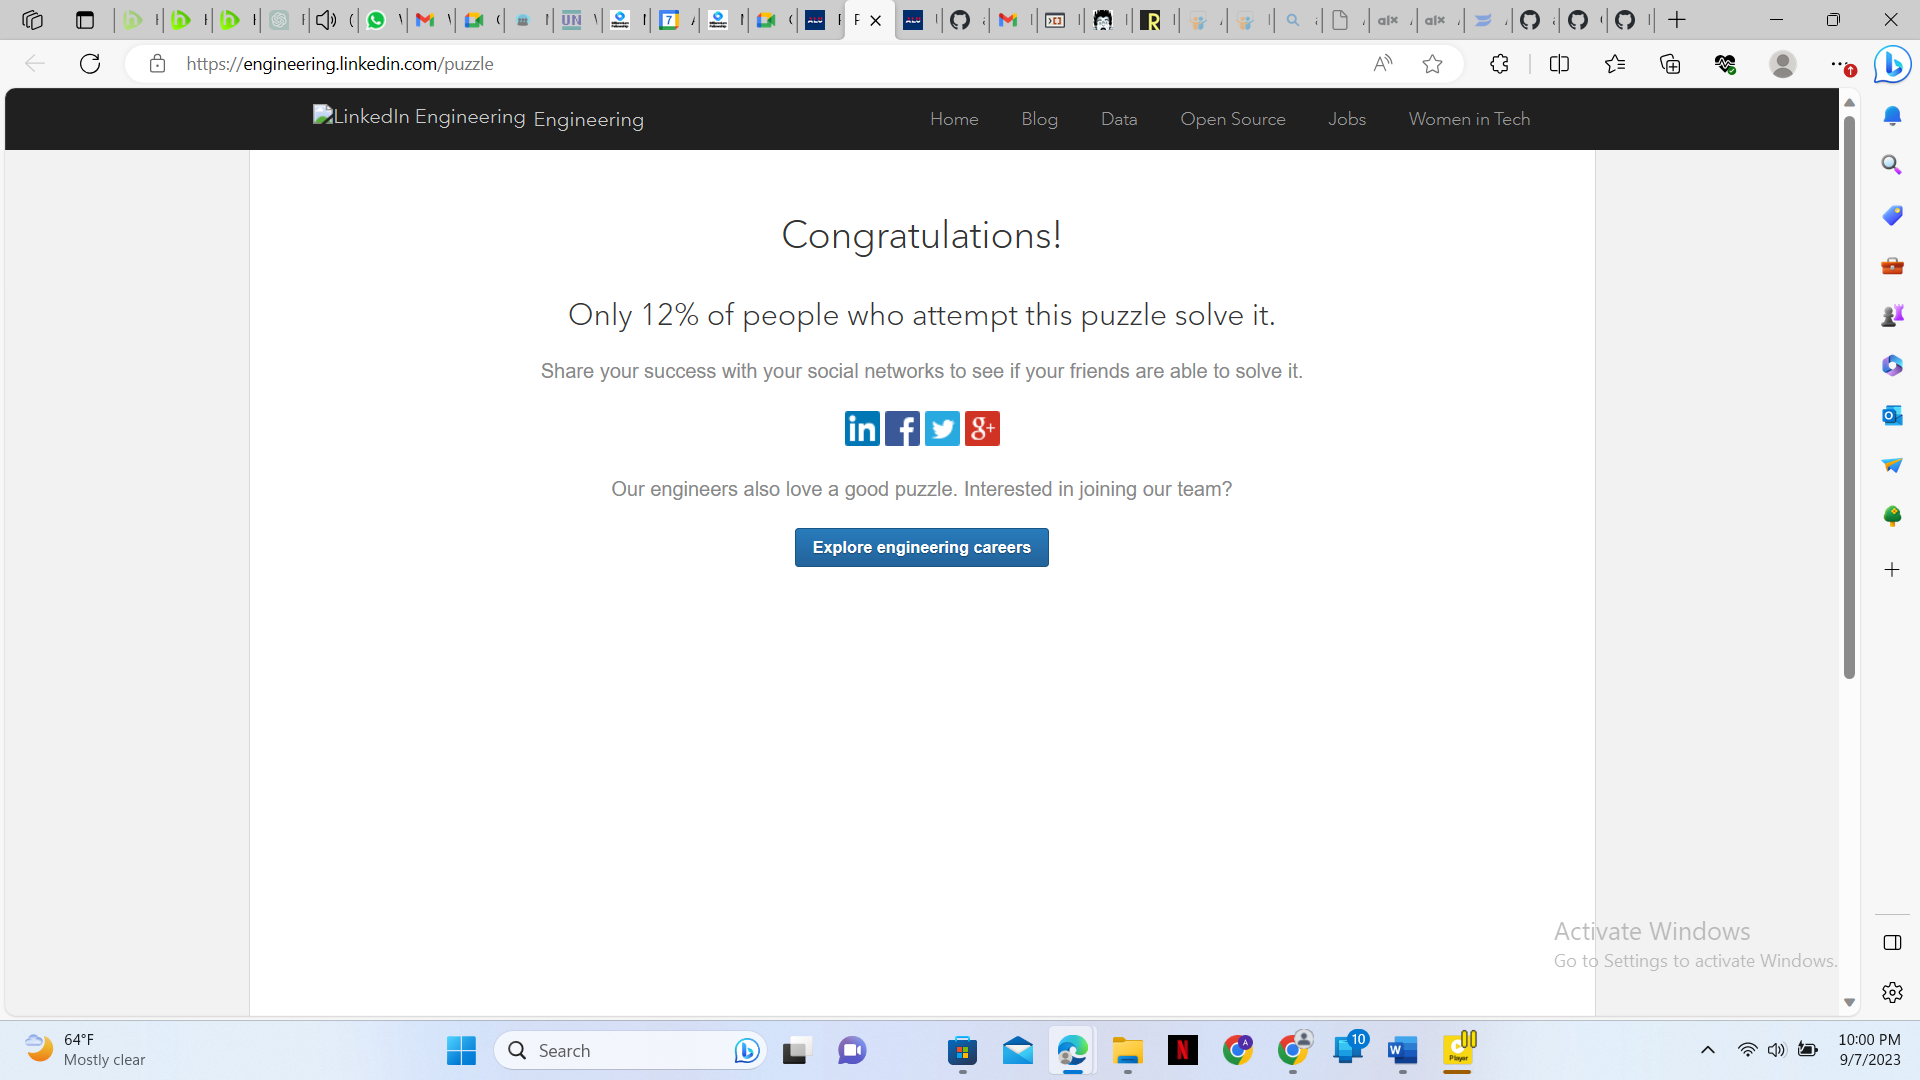 https://engineering.linkedin.com/puzzle
LinkedIn Engineering Engineering Home Blog Data Open Source Jobs Women in Tech
Congratulations!
Only 12% of people who attempt this puzzle solve it.
Share your success with your social networks to see if your friends are able to solve it.
in f g+
Our engineers also love a good puzzle. Interested in joining our team?
Explore engineering careers
Activate Windows
Go to Settings to activate Windows.
64°F
Mostly clear
Search
10
10:00 PM
9/7/2023